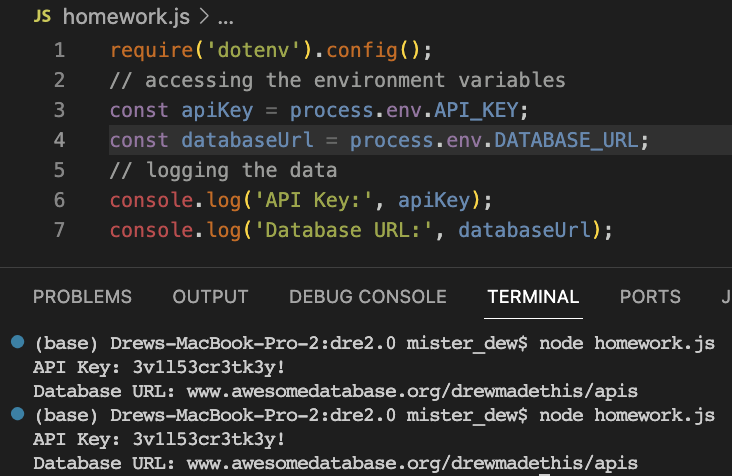 JS homework.js > ...
1 require('dotenv').config();
2 // accessing the environment variables
3 const apiKey = process.env.API_KEY;
4 const databaseUrl = process.env.DATABASE_URL;
5 // logging the data
6 console.log('API Key:', apiKey);
7 console.log('Database URL:', databaseUrl);
PROBLEMS OUTPUT DEBUG CONSOLE TERMINAL PORTS J
(base) Drews-MacBook-Pro-2:dre2.0 mister_dew$ node homework.js
API Key: 3v1l53cr3tk3y!
Database URL: www.awesomedatabase.org/drewmadethis/apis
(base) Drews-MacBook-Pro-2:dre2.0 mister_dew$ node homework.js
API Key: 3v1l53cr3tk3y!
Database URL: www.awesomedatabase.org/drewmadethis/apis